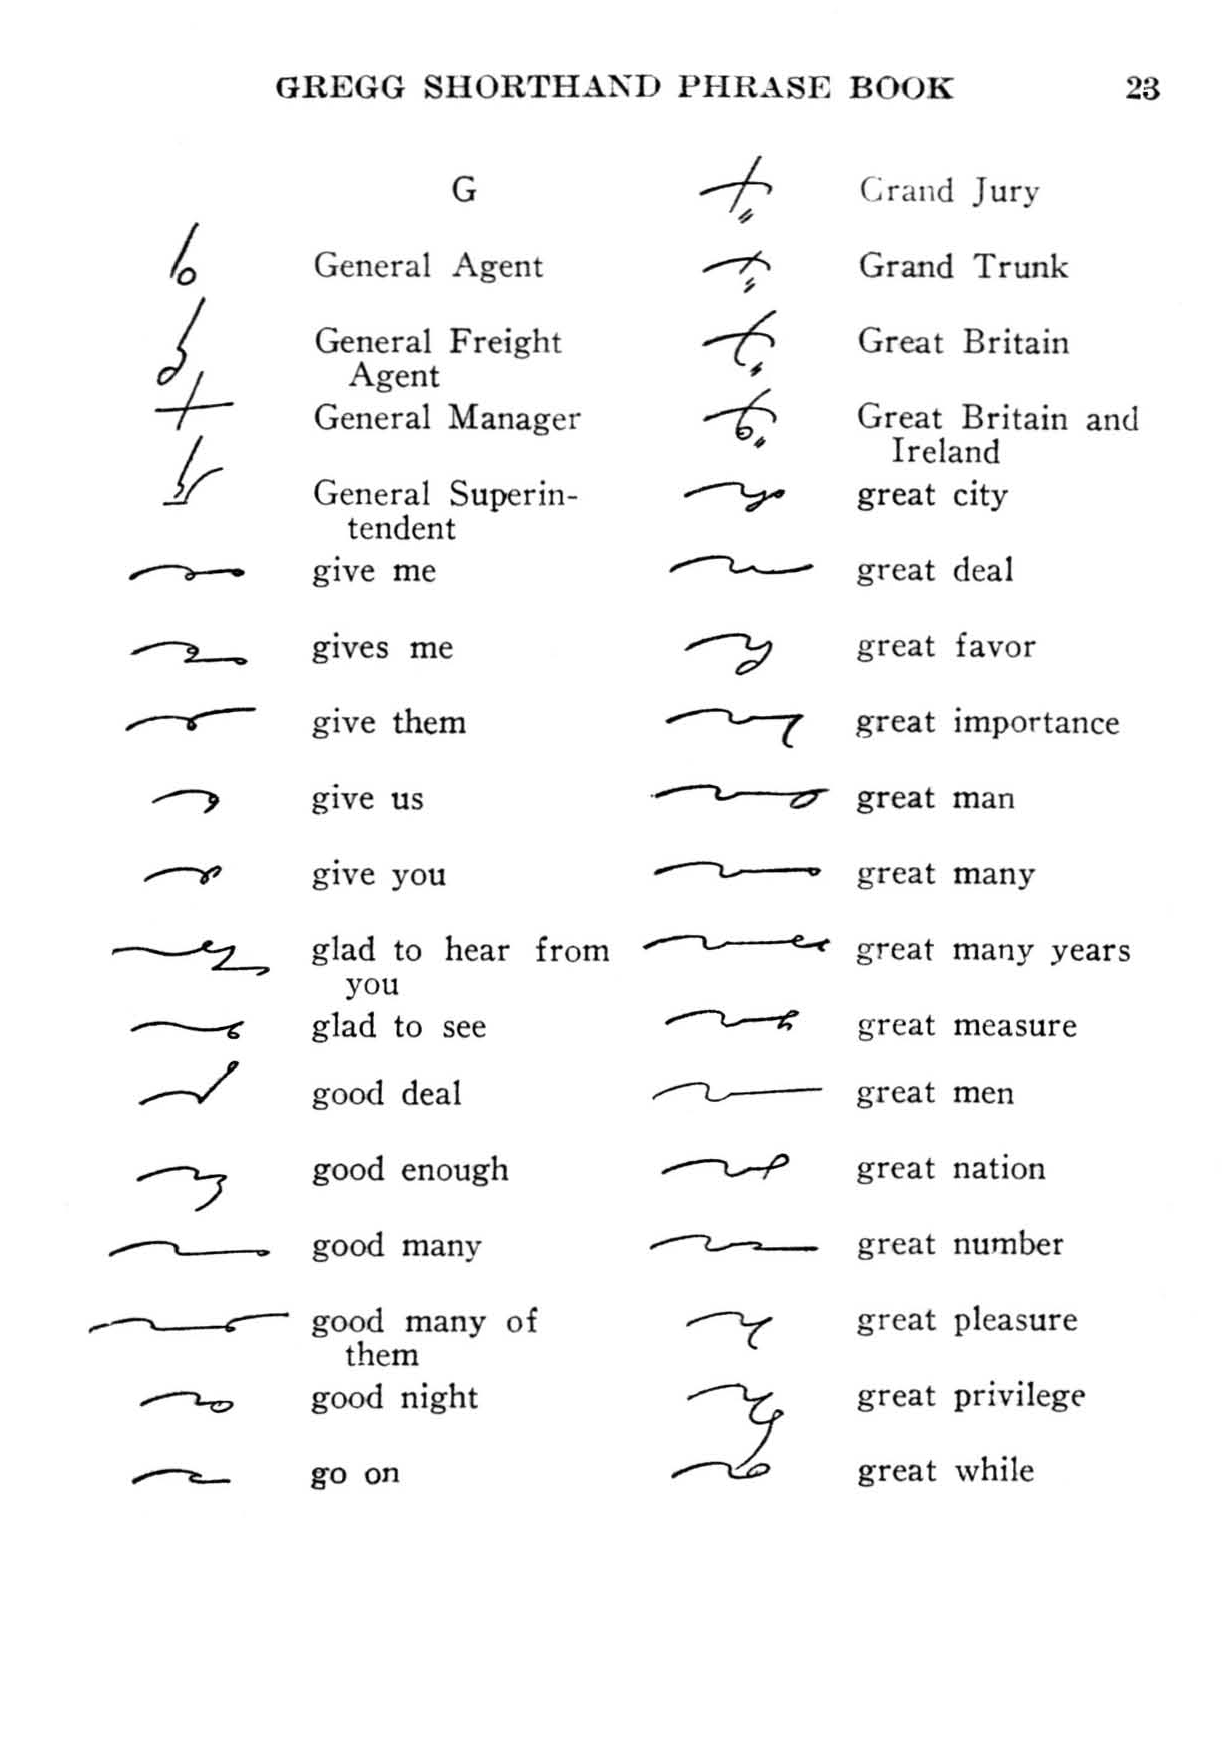 GREGG SHORTHAND PHRASE BOOK 23
G
General Agent
General Freight
Agent
General Manager
General Superin-
tendent
give me
gives me
give them
give us
give you
glad to hear from
you
glad to see
good deal
good enough
good many
good many of
them
good night
go on
Grand Jury
Grand Trunk
Great Britain
Great Britain and
Ireland
great city
great deal
great favor
great importance
great man
great many
great many years
great measure
great men
great nation
great number
great pleasure
great privilege
great while